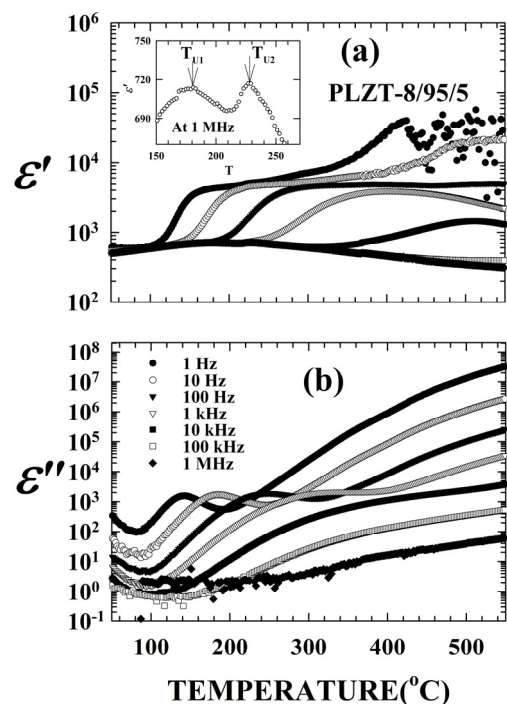 10⁶
750
T_U1
T_U2
(a)
720
PLZT-8/95/5
10⁵
ε'
690
At 1 MHz
150
200
250
T
10⁴
ε'
10³
10²
10⁸
1 Hz
(b)
10⁷
10 Hz
10⁶
100 Hz
10⁵
1 kHz
ε''
10⁴
10 kHz
100 kHz
10³
1 MHz
10²
10¹
10⁰
10⁻¹
100
200
300
400
500
TEMPERATURE(°C)